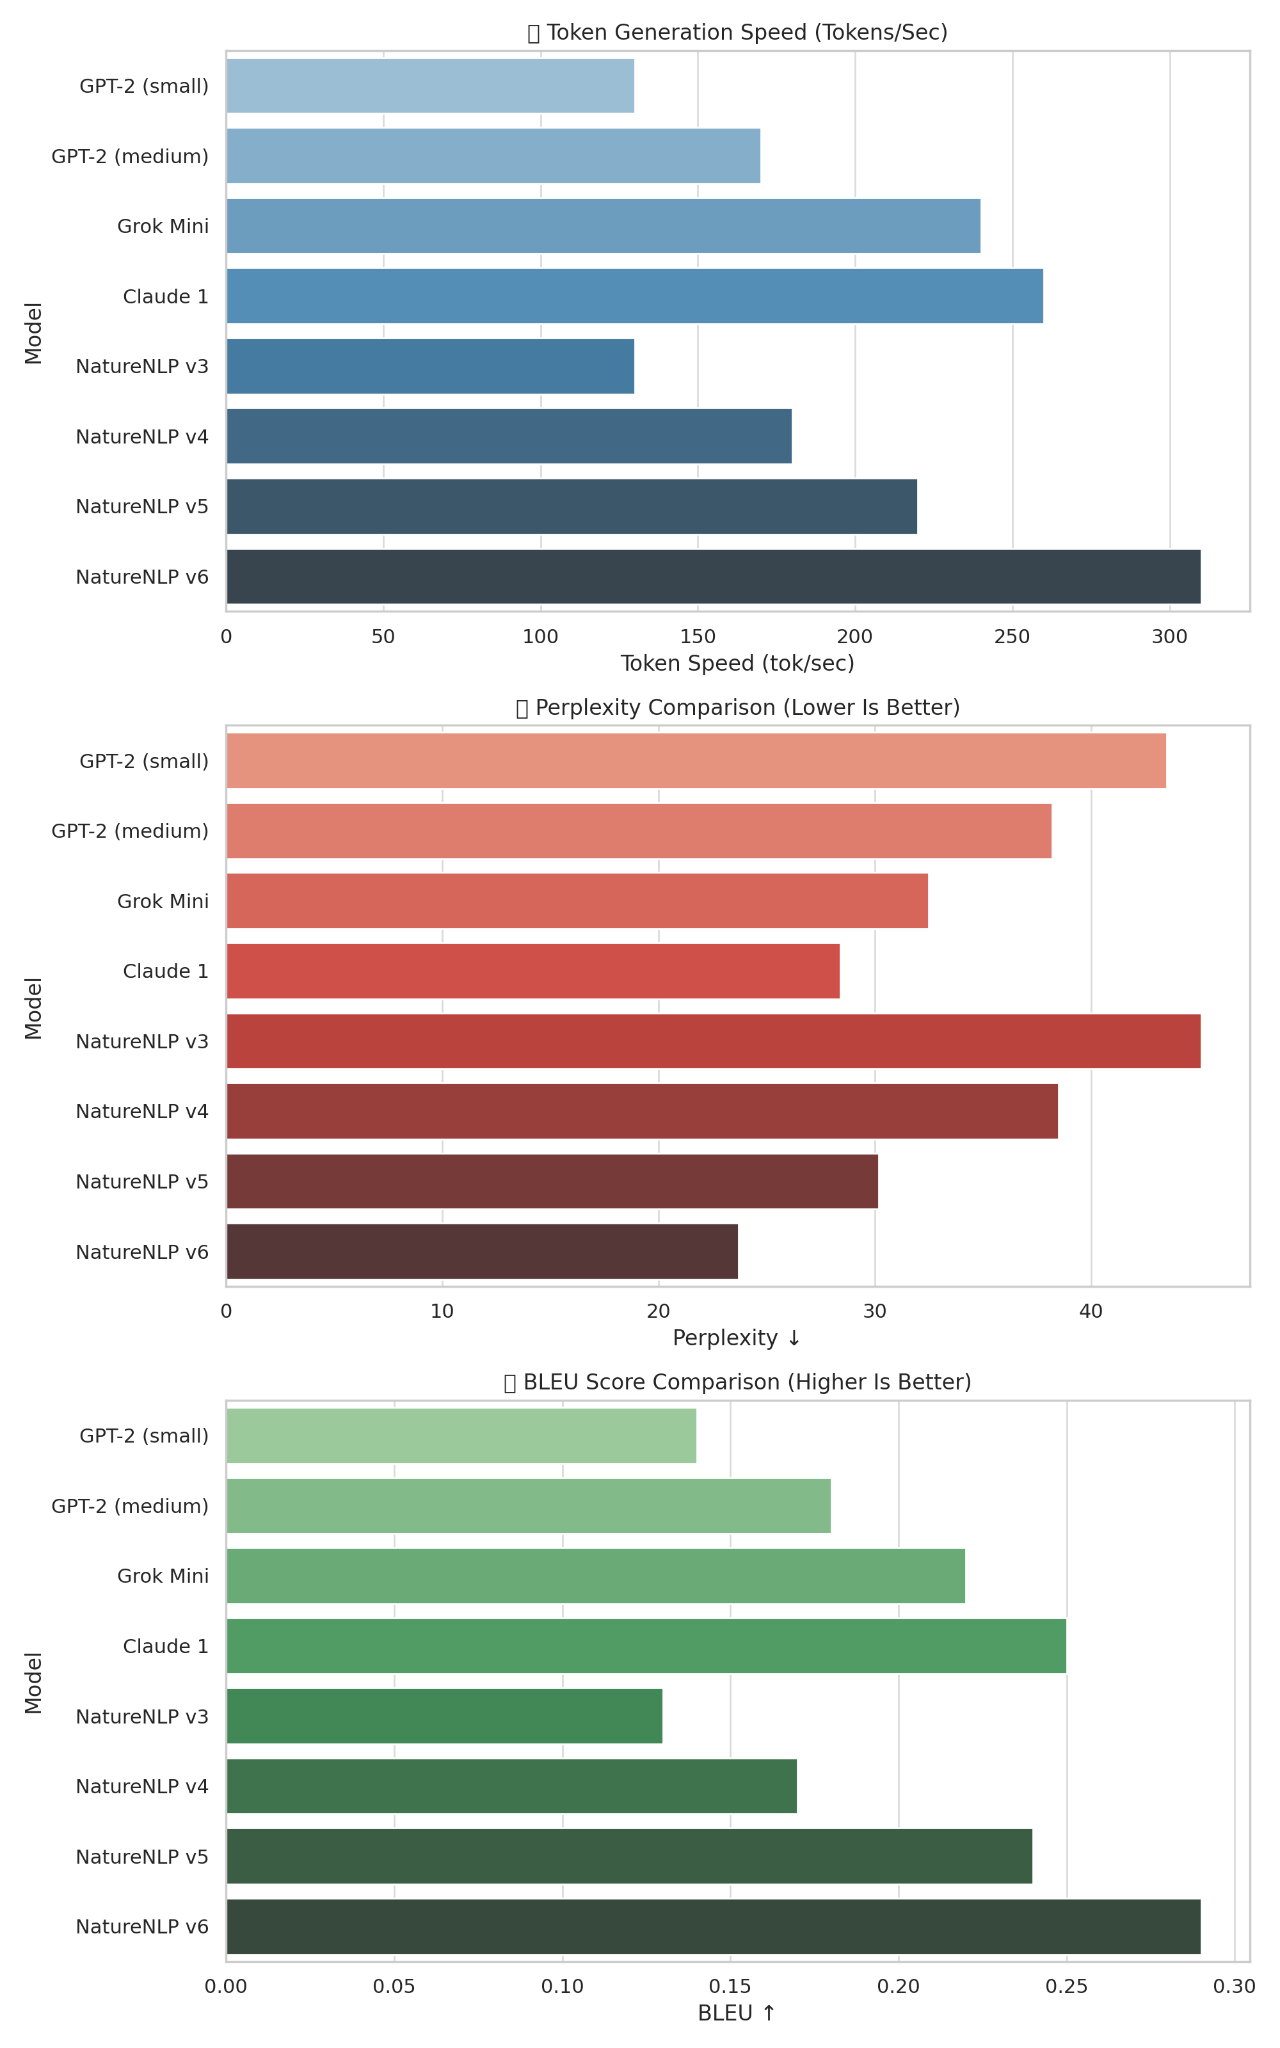 Token Generation Speed (Tokens/Sec)
GPT-2 (small)
GPT-2 (medium)
Grok Mini
Claude 1
NatureNLP v3
NatureNLP v4
NatureNLP v5
NatureNLP v6
Model
0 50 100 150 200 250 300
Token Speed (tok/sec)
Perplexity Comparison (Lower Is Better)
GPT-2 (small)
GPT-2 (medium)
Grok Mini
Claude 1
NatureNLP v3
NatureNLP v4
NatureNLP v5
NatureNLP v6
Model
0 10 20 30 40
Perplexity ↓
BLEU Score Comparison (Higher Is Better)
GPT-2 (small)
GPT-2 (medium)
Grok Mini
Claude 1
NatureNLP v3
NatureNLP v4
NatureNLP v5
NatureNLP v6
Model
0.00 0.05 0.10 0.15 0.20 0.25 0.30
BLEU ↑